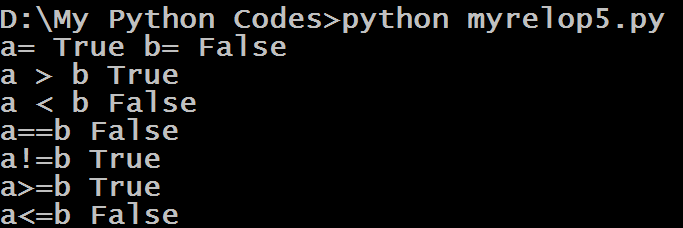 D:\My Python Codes>python myrelop5.py
a= True b= False
a > b True
a < b False
a==b False
a!=b True
a>=b True
a<=b False